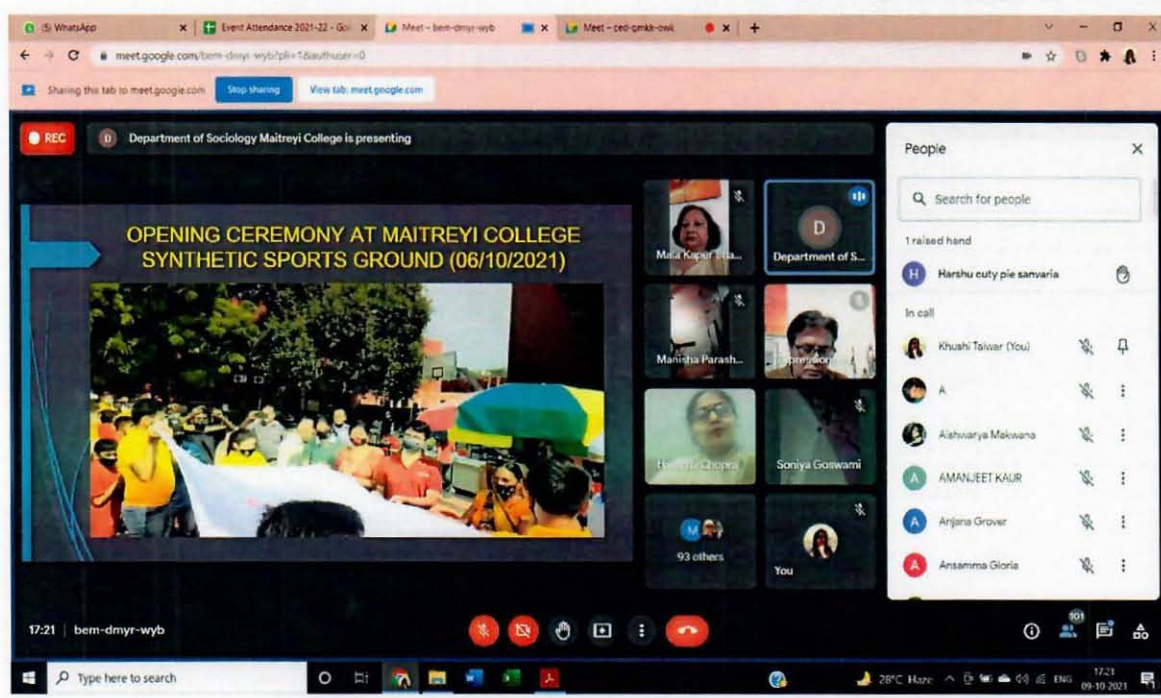 (5) WhatsApp
Event Attendance 2021-22 - Go
Meet – bem-dmyr-wyb
Meet – ced-qmkk-owk
meet.google.com/bem-dmyr-wyb?pli=1&authuser=0
Sharing this tab to meet.google.com
Stop sharing
View tab: meet.google.com
REC
D
Department of Sociology Maitreyi College is presenting
OPENING CEREMONY AT MAITREYI COLLEGE
SYNTHETIC SPORTS GROUND (06/10/2021)
Mala Kapur Sha...
D
Department of S...
Manisha Parash...
Chopra
Soniya Goswami
M
93 others
You
People
Search for people
1 raised hand
H
Harshu cuty pie sanvaria
In call
Khushi Talwar (You)
A
Aishwarya Makwana
A
AMANJEET KAUR
A
Anjana Grover
A
Ansamma Gloria
17:21 | bem-dmyr-wyb
101
Type here to search
28°C Haze
ENG
17:21
09-10-2021